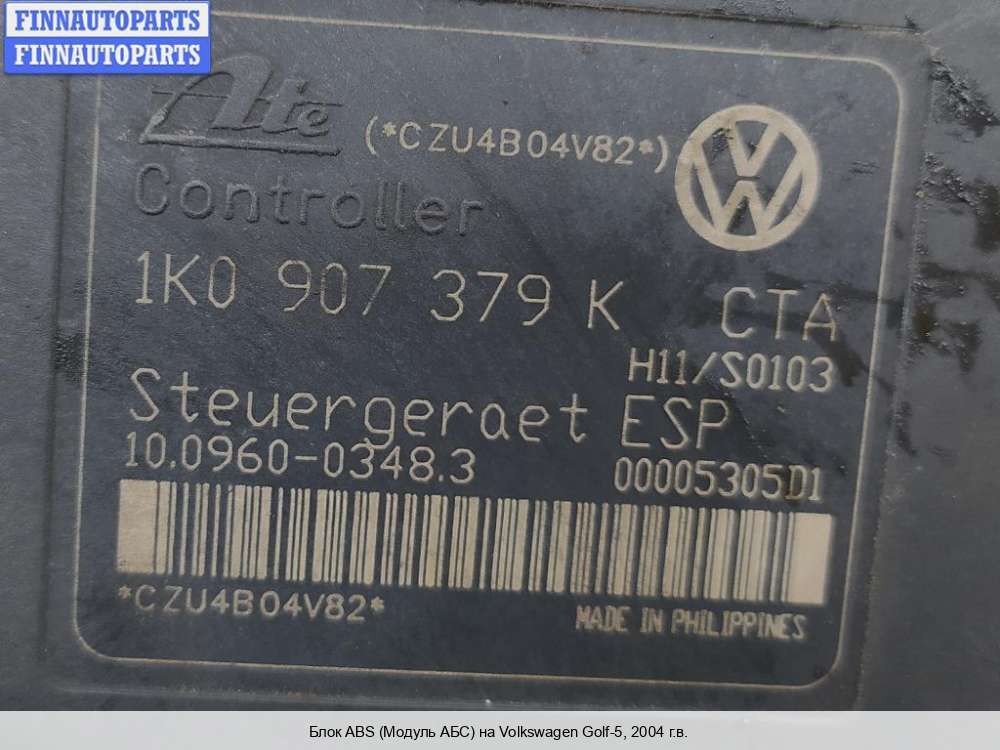 FINNAUTOPARTS
FINNAUTOPARTS
Ate (*CZU4B04V82*)
Controller
1K0 907 379 K CTA
H11/S0103
Steuergeraet ESP
10.0960-0348.3 00005305D1
*CZU4B04V82*
MADE IN PHILIPPINES
Блок ABS (Модуль АБС) на Volkswagen Golf-5, 2004 г.в.